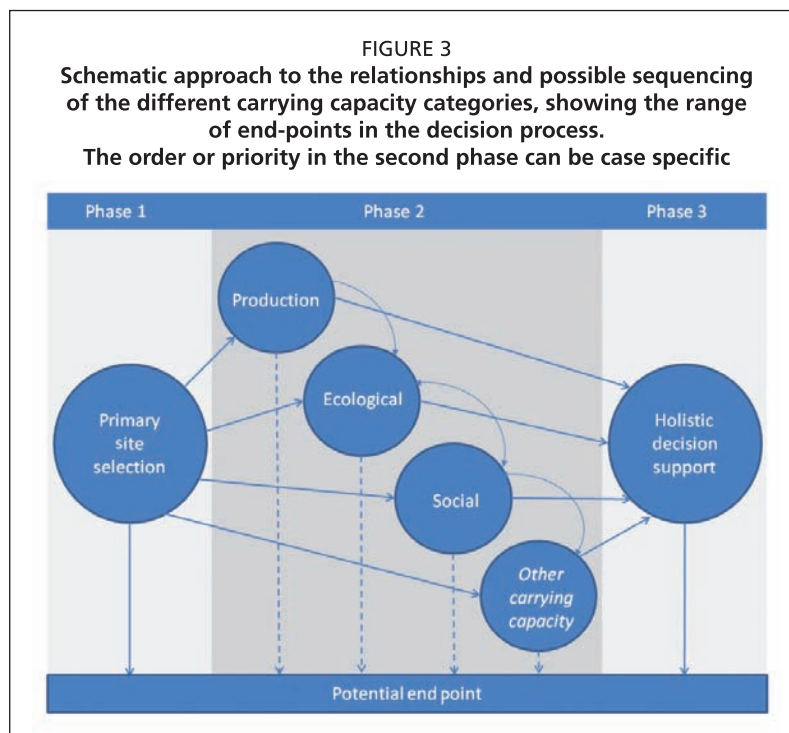 FIGURE 3
Schematic approach to the relationships and possible sequencing
of the different carrying capacity categories, showing the range
of end-points in the decision process.
The order or priority in the second phase can be case specific
Phase 1
Phase 2
Phase 3
Production
Ecological
Primary
site
selection
Holistic
decision
support
Social
Other
carrying
capacity
Potential end point